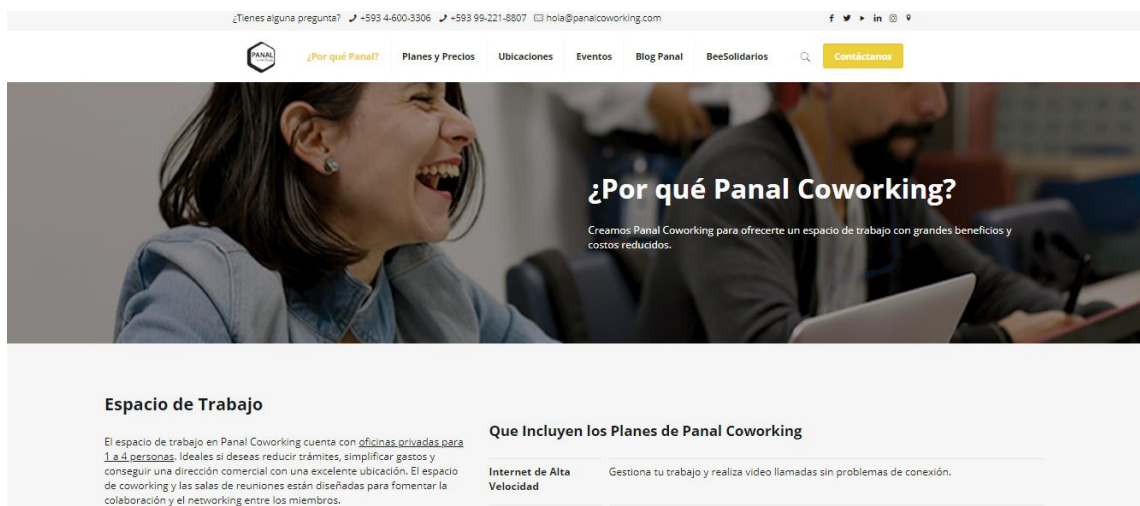 ¿Tienes alguna pregunta? +593 4-600-3306 +593 99-221-8807 hola@panalcoworking.com
PANAL
¿Por qué Panal? Planes y Precios Ubicaciones Eventos Blog Panal BeeSolidarios Contáctanos
¿Por qué Panal Coworking?
Creamos Panal Coworking para ofrecerte un espacio de trabajo con grandes beneficios y
costos reducidos.
Espacio de Trabajo
El espacio de trabajo en Panal Coworking cuenta con oficinas privadas para
1 a 4 personas. Ideales si deseas reducir trámites, simplificar gastos y
conseguir una dirección comercial con una excelente ubicación. El espacio
de coworking y las salas de reuniones están diseñadas para fomentar la
colaboración y el networking entre los miembros.
Que Incluyen los Planes de Panal Coworking
Internet de Alta
Velocidad
Gestiona tu trabajo y realiza video llamadas sin problemas de conexión.